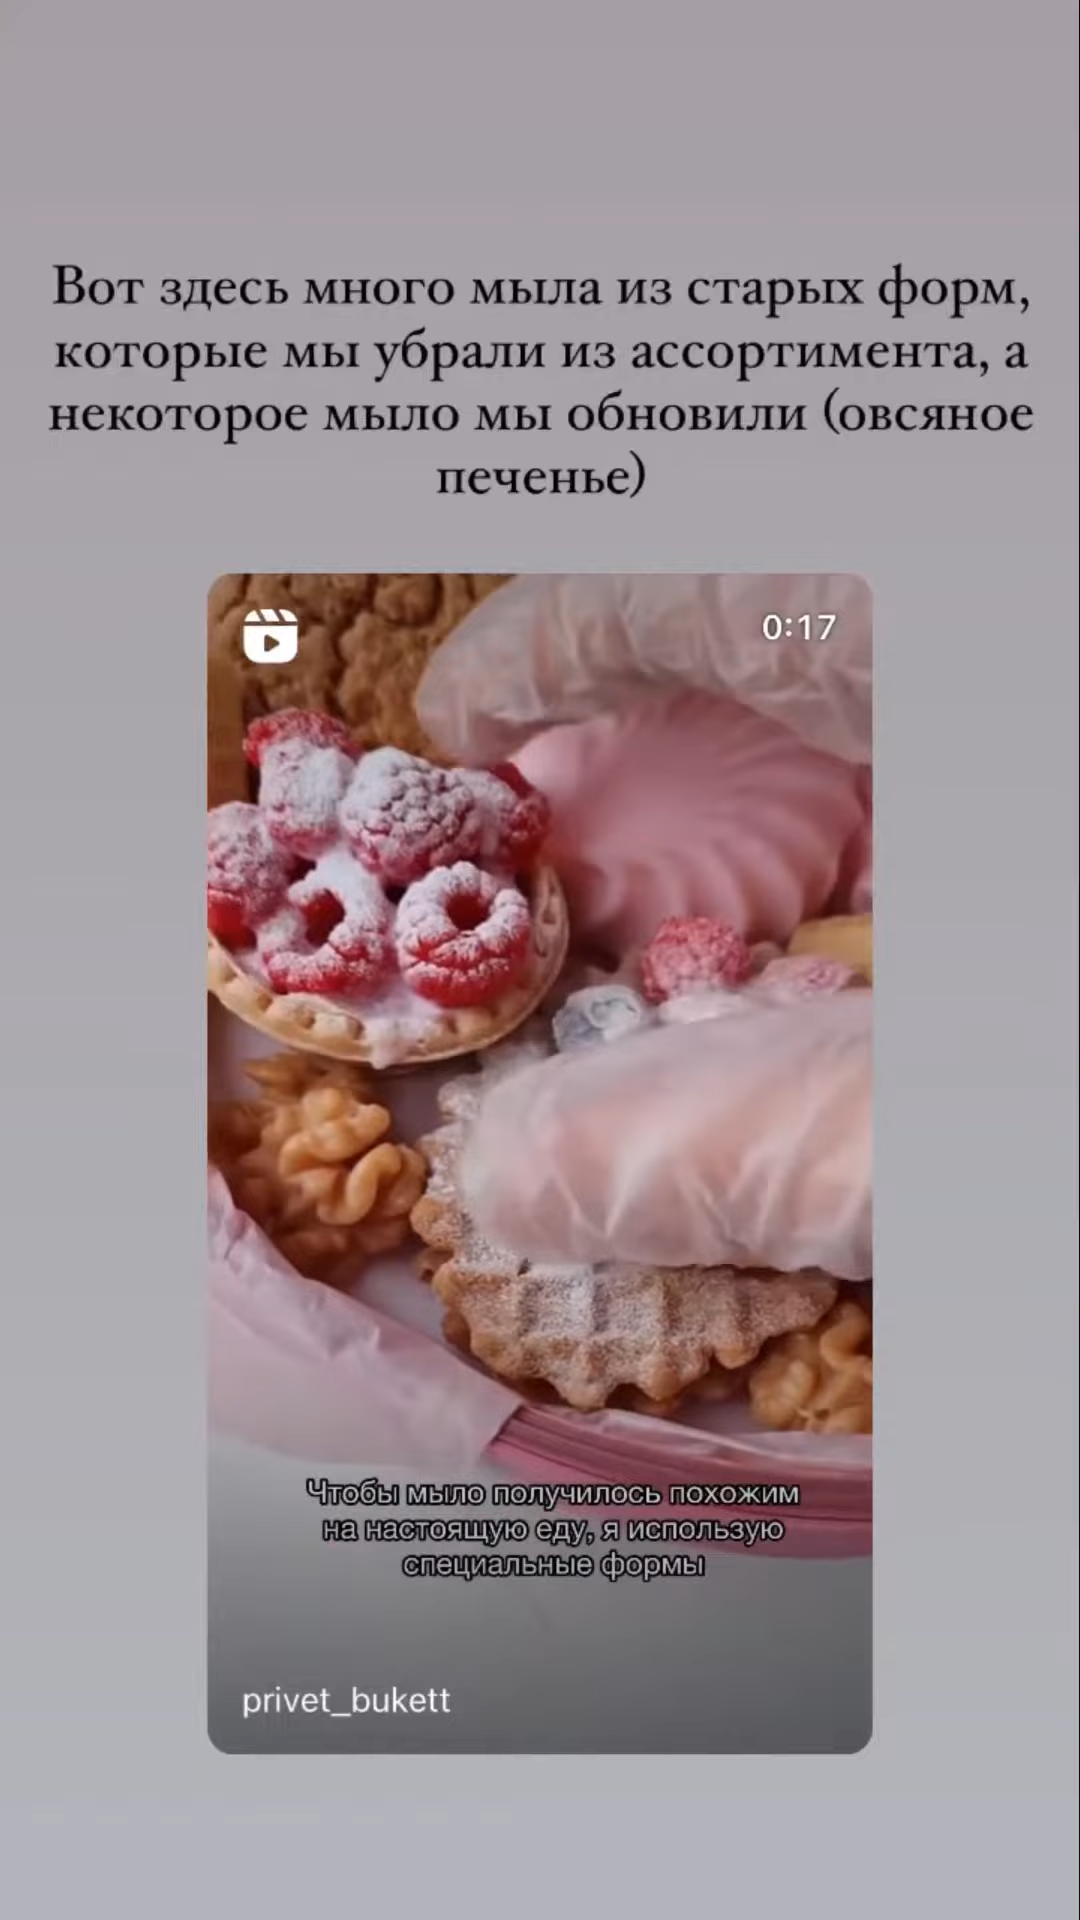 Вот здесь много мыла из старых форм,
которые мы убрали из ассортимента, а
некоторое мыло мы обновили (овсяное
печенье)
0:17
Чтобы мыло получилось похожим
на настоящую еду, я использую
специальные формы
privet_bukett